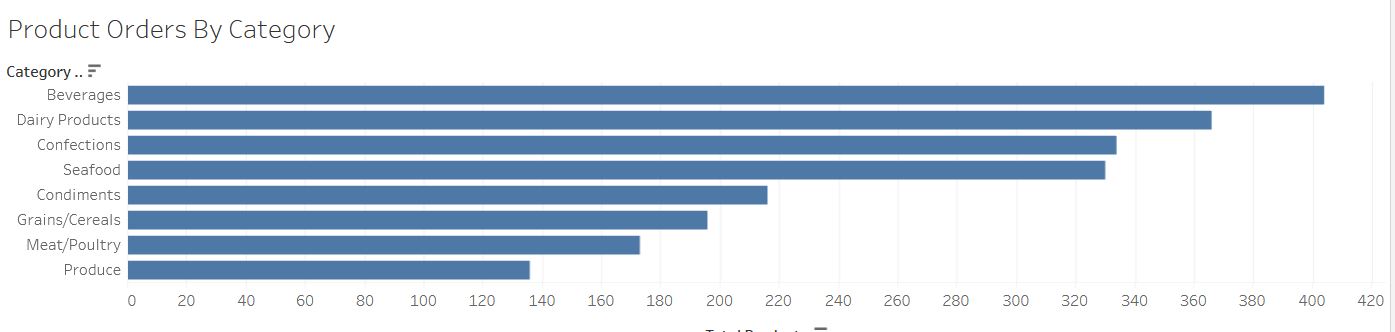 Product Orders By Category
Category ..
Beverages
Dairy Products
Confections
Seafood
Condiments
Grains/Cereals
Meat/Poultry
Produce
0 20 40 60 80 100 120 140 160 180 200 220 240 260 280 300 320 340 360 380 400 420